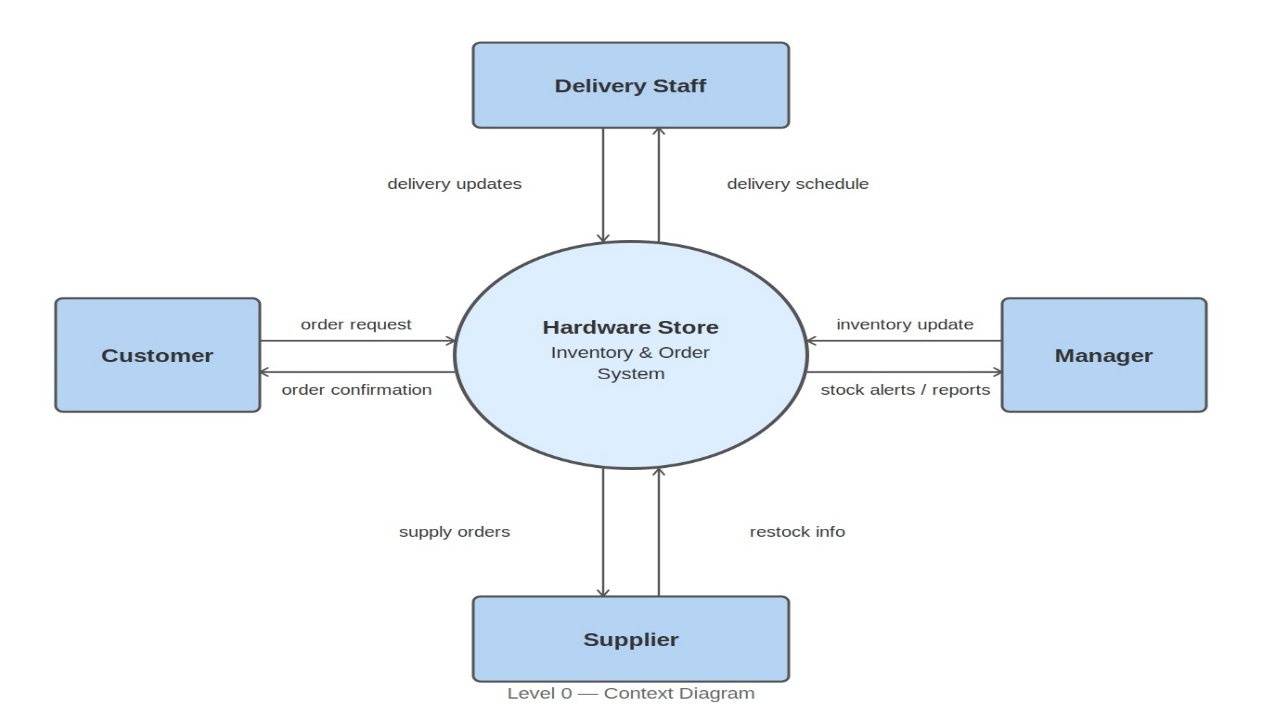 Delivery Staff
delivery updates
delivery schedule
order request
inventory update
Customer
Hardware Store
Inventory & Order
System
Manager
order confirmation
stock alerts / reports
supply orders
restock info
Supplier
Level 0 — Context Diagram